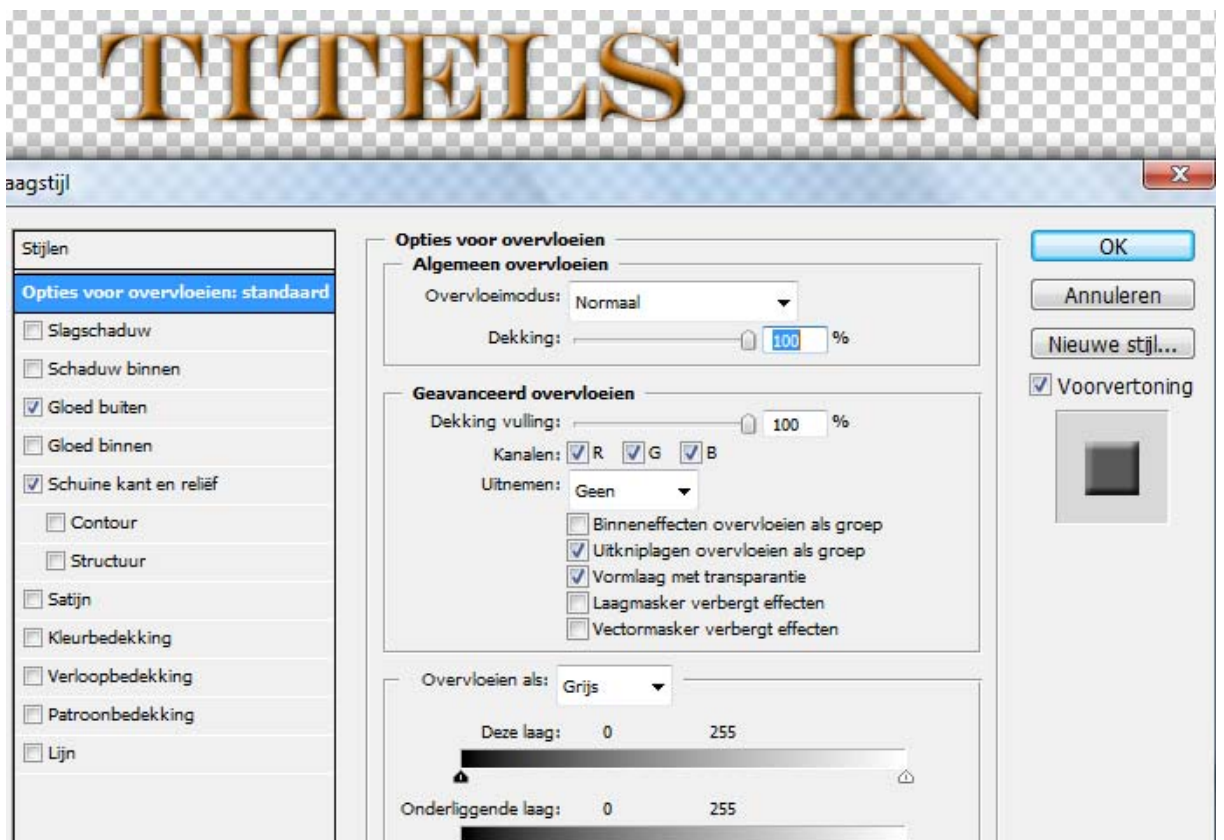 TITELS IN
aagstijl
Stijlen
Opties voor overvloeien: standaard
Slagschaduw
Schaduw binnen
Gloed buiten
Gloed binnen
Schuine kant en reliëf
Contour
Structuur
Satijn
Kleurbedekking
Verloopbedekking
Patroonbedekking
Lijn
Opties voor overvloeien
Algemeen overvloeien
Overvloeimodus: Normaal
Dekking: 100 %
Geavanceerd overvloeien
Dekking vulling: 100 %
Kanalen: R G B
Uitnemen: Geen
Binneneffecten overvloeien als groep
Uitkniplagen overvloeien als groep
Vormlaag met transparantie
Laagmasker verbergt effecten
Vectormasker verbergt effecten
Overvloeien als: Grijs
Deze laag: 0 255
Onderliggende laag: 0 255
OK
Annuleren
Nieuwe stijl...
Voorvertoning